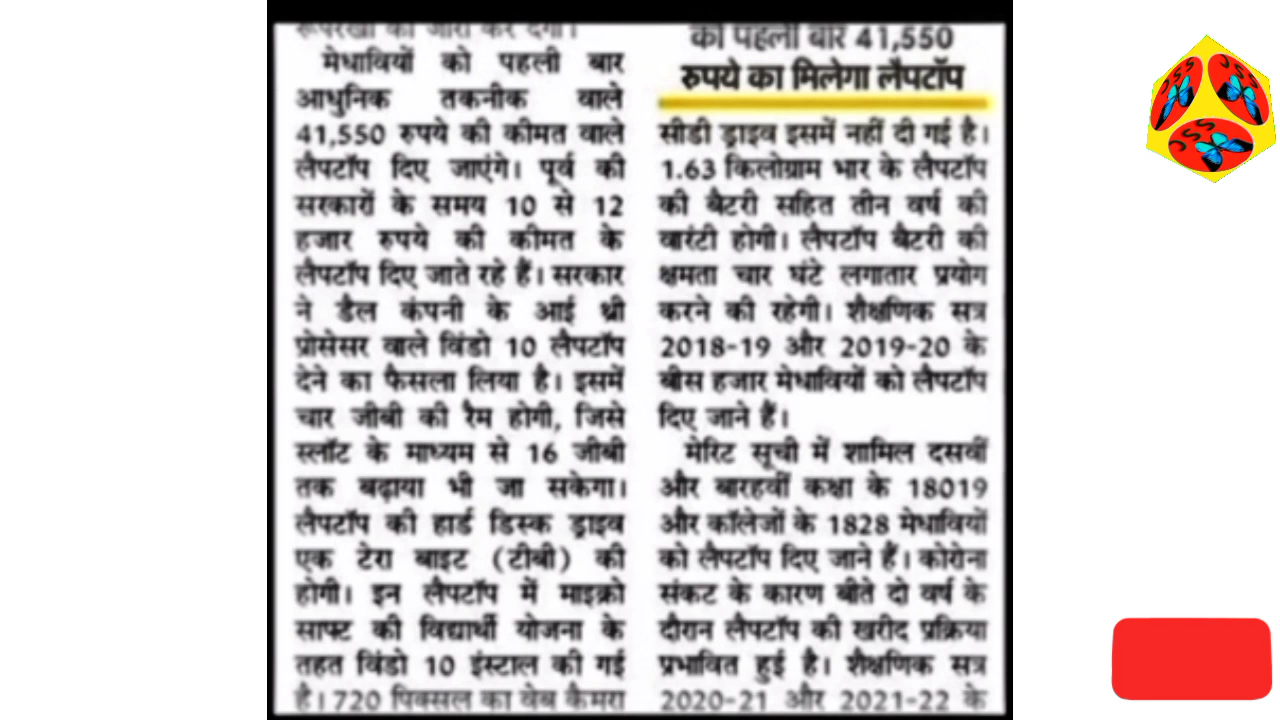 रूपरेखा को जारी कर देगी।
मेधावियों को पहली बार
आधुनिक तकनीक वाले
41,550 रुपये की कीमत वाले
लैपटॉप दिए जाएंगे। पूर्व की
सरकारों के समय 10 से 12
हजार रुपये की कीमत के
लैपटॉप दिए जाते रहे हैं। सरकार
ने डैल कंपनी के आई थ्री
प्रोसेसर वाले विंडो 10 लैपटॉप
देने का फैसला लिया है। इसमें
चार जीबी की रैम होगी, जिसे
स्लॉट के माध्यम से 16 जीबी
तक बढ़ाया भी जा सकेगा।
लैपटॉप की हार्ड डिस्क ड्राइव
एक टेरा बाइट (टीबी) की
होगी। इन लैपटॉप में माइक्रो
साफ्ट की विद्यार्थी योजना के
तहत विंडो 10 इंस्टाल की गई
है। 720 पिक्सल का वेब कैमरा
को पहली बार 41,550
रुपये का मिलेगा लैपटॉप
सीडी ड्राइव इसमें नहीं दी गई है।
1.63 किलोग्राम भार के लैपटॉप
की बैटरी सहित तीन वर्ष की
वारंटी होगी। लैपटॉप बैटरी की
क्षमता चार घंटे लगातार प्रयोग
करने की रहेगी। शैक्षणिक सत्र
2018-19 और 2019-20 के
बीस हजार मेधावियों को लैपटॉप
दिए जाने हैं।
मेरिट सूची में शामिल दसवीं
और बारहवीं कक्षा के 18019
और कॉलेजों के 1828 मेधावियों
को लैपटॉप दिए जाने हैं। कोरोना
संकट के कारण बीते दो वर्ष के
दौरान लैपटॉप की खरीद प्रक्रिया
प्रभावित हुई है। शैक्षणिक सत्र
2020-21 और 2021-22 के
JSS
JSS
JSS